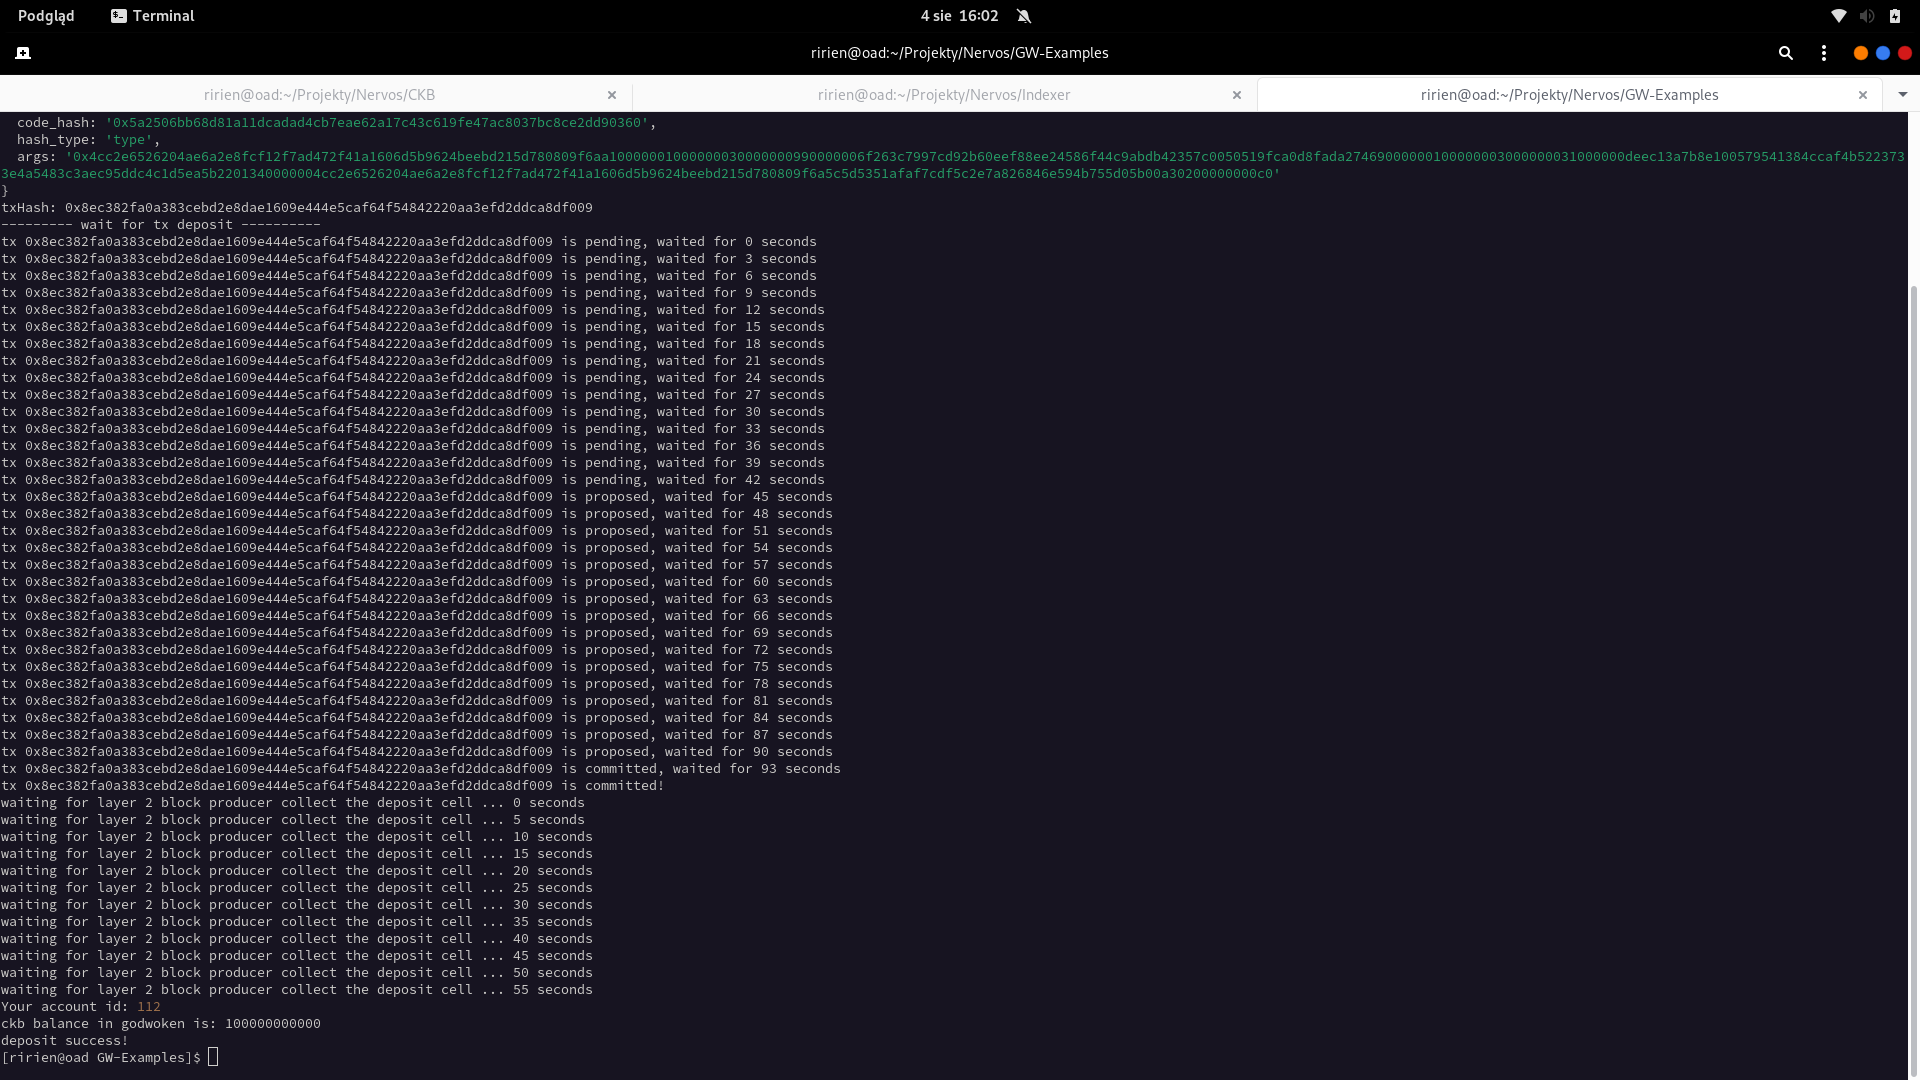 Podgląd Terminal 4 sie 16:02
ririen@oad:~/Projekty/Nervos/GW-Examples
ririen@oad:~/Projekty/Nervos/CKB ririen@oad:~/Projekty/Nervos/Indexer ririen@oad:~/Projekty/Nervos/GW-Examples
code_hash: '0x5a2506bb68d81a11dcadad4cb7eae62a17c43c619fe47ac8037bc8ce2dd90360',
hash_type: 'type',
args: '0x4cc2e6526204ae6a2e8fcf12f7ad472f41a1606d5b9624beebd215d780809f6aa10000001000000030000000990000006f263c7997cd92b60eef88ee24586f44c9abdb42357c0050519fca0d8fada274690000001000000030000000310000000deec13a7b8e100579541384ccaf4b522373
3e4a5483c3aec95ddc4c1d5ea5b2201340000004cc2e6526204ae6a2e8fcf12f7ad472f41a1606d5b9624beebd215d780809f6a5c5d5351afaf7cdf5c2e7a826846e594b755d05b00a30200000000c0'
}
txHash: 0x8ec382fa0a383cebd2e8dae1609e444e5caf64f54842220aa3efd2ddca8df009
--------- wait for tx deposit ----------
tx 0x8ec382fa0a383cebd2e8dae1609e444e5caf64f54842220aa3efd2ddca8df009 is pending, waited for 0 seconds
tx 0x8ec382fa0a383cebd2e8dae1609e444e5caf64f54842220aa3efd2ddca8df009 is pending, waited for 3 seconds
tx 0x8ec382fa0a383cebd2e8dae1609e444e5caf64f54842220aa3efd2ddca8df009 is pending, waited for 6 seconds
tx 0x8ec382fa0a383cebd2e8dae1609e444e5caf64f54842220aa3efd2ddca8df009 is pending, waited for 9 seconds
tx 0x8ec382fa0a383cebd2e8dae1609e444e5caf64f54842220aa3efd2ddca8df009 is pending, waited for 12 seconds
tx 0x8ec382fa0a383cebd2e8dae1609e444e5caf64f54842220aa3efd2ddca8df009 is pending, waited for 15 seconds
tx 0x8ec382fa0a383cebd2e8dae1609e444e5caf64f54842220aa3efd2ddca8df009 is pending, waited for 18 seconds
tx 0x8ec382fa0a383cebd2e8dae1609e444e5caf64f54842220aa3efd2ddca8df009 is pending, waited for 21 seconds
tx 0x8ec382fa0a383cebd2e8dae1609e444e5caf64f54842220aa3efd2ddca8df009 is pending, waited for 24 seconds
tx 0x8ec382fa0a383cebd2e8dae1609e444e5caf64f54842220aa3efd2ddca8df009 is pending, waited for 27 seconds
tx 0x8ec382fa0a383cebd2e8dae1609e444e5caf64f54842220aa3efd2ddca8df009 is pending, waited for 30 seconds
tx 0x8ec382fa0a383cebd2e8dae1609e444e5caf64f54842220aa3efd2ddca8df009 is pending, waited for 33 seconds
tx 0x8ec382fa0a383cebd2e8dae1609e444e5caf64f54842220aa3efd2ddca8df009 is pending, waited for 36 seconds
tx 0x8ec382fa0a383cebd2e8dae1609e444e5caf64f54842220aa3efd2ddca8df009 is pending, waited for 39 seconds
tx 0x8ec382fa0a383cebd2e8dae1609e444e5caf64f54842220aa3efd2ddca8df009 is pending, waited for 42 seconds
tx 0x8ec382fa0a383cebd2e8dae1609e444e5caf64f54842220aa3efd2ddca8df009 is proposed, waited for 45 seconds
tx 0x8ec382fa0a383cebd2e8dae1609e444e5caf64f54842220aa3efd2ddca8df009 is proposed, waited for 48 seconds
tx 0x8ec382fa0a383cebd2e8dae1609e444e5caf64f54842220aa3efd2ddca8df009 is proposed, waited for 51 seconds
tx 0x8ec382fa0a383cebd2e8dae1609e444e5caf64f54842220aa3efd2ddca8df009 is proposed, waited for 54 seconds
tx 0x8ec382fa0a383cebd2e8dae1609e444e5caf64f54842220aa3efd2ddca8df009 is proposed, waited for 57 seconds
tx 0x8ec382fa0a383cebd2e8dae1609e444e5caf64f54842220aa3efd2ddca8df009 is proposed, waited for 60 seconds
tx 0x8ec382fa0a383cebd2e8dae1609e444e5caf64f54842220aa3efd2ddca8df009 is proposed, waited for 63 seconds
tx 0x8ec382fa0a383cebd2e8dae1609e444e5caf64f54842220aa3efd2ddca8df009 is proposed, waited for 66 seconds
tx 0x8ec382fa0a383cebd2e8dae1609e444e5caf64f54842220aa3efd2ddca8df009 is proposed, waited for 69 seconds
tx 0x8ec382fa0a383cebd2e8dae1609e444e5caf64f54842220aa3efd2ddca8df009 is proposed, waited for 72 seconds
tx 0x8ec382fa0a383cebd2e8dae1609e444e5caf64f54842220aa3efd2ddca8df009 is proposed, waited for 75 seconds
tx 0x8ec382fa0a383cebd2e8dae1609e444e5caf64f54842220aa3efd2ddca8df009 is proposed, waited for 78 seconds
tx 0x8ec382fa0a383cebd2e8dae1609e444e5caf64f54842220aa3efd2ddca8df009 is proposed, waited for 81 seconds
tx 0x8ec382fa0a383cebd2e8dae1609e444e5caf64f54842220aa3efd2ddca8df009 is proposed, waited for 84 seconds
tx 0x8ec382fa0a383cebd2e8dae1609e444e5caf64f54842220aa3efd2ddca8df009 is proposed, waited for 87 seconds
tx 0x8ec382fa0a383cebd2e8dae1609e444e5caf64f54842220aa3efd2ddca8df009 is proposed, waited for 90 seconds
tx 0x8ec382fa0a383cebd2e8dae1609e444e5caf64f54842220aa3efd2ddca8df009 is committed, waited for 93 seconds
tx 0x8ec382fa0a383cebd2e8dae1609e444e5caf64f54842220aa3efd2ddca8df009 is committed!
waiting for layer 2 block producer collect the deposit cell ... 0 seconds
waiting for layer 2 block producer collect the deposit cell ... 5 seconds
waiting for layer 2 block producer collect the deposit cell ... 10 seconds
waiting for layer 2 block producer collect the deposit cell ... 15 seconds
waiting for layer 2 block producer collect the deposit cell ... 20 seconds
waiting for layer 2 block producer collect the deposit cell ... 25 seconds
waiting for layer 2 block producer collect the deposit cell ... 30 seconds
waiting for layer 2 block producer collect the deposit cell ... 35 seconds
waiting for layer 2 block producer collect the deposit cell ... 40 seconds
waiting for layer 2 block producer collect the deposit cell ... 45 seconds
waiting for layer 2 block producer collect the deposit cell ... 50 seconds
waiting for layer 2 block producer collect the deposit cell ... 55 seconds
Your account id: 112
ckb balance in godwoken is: 100000000000
deposit success!
[ririen@oad GW-Examples]$